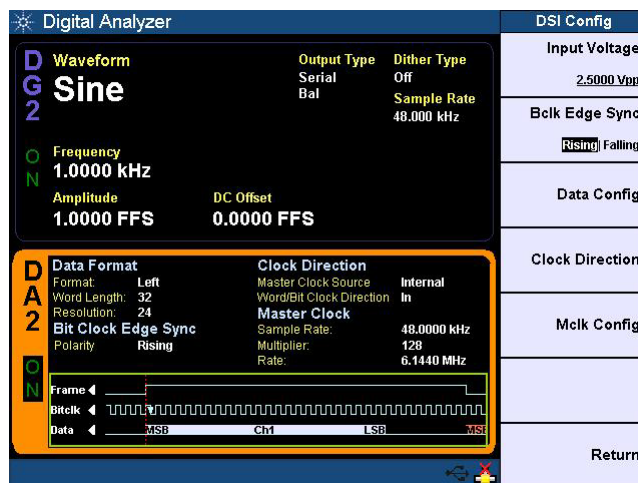 Digital Analyzer
DSI Config
DG2
ON
Waveform
Sine
Output Type
Serial
Bal
Dither Type
Off
Sample Rate
48.000 kHz
Frequency
1.0000 kHz
Amplitude
1.0000 FFS
DC Offset
0.0000 FFS
DA2
ON
Data Format
Format: Left
Word Length: 32
Resolution: 24
Bit Clock Edge Sync
Polarity Rising
Clock Direction
Master Clock Source Internal
Word/Bit Clock Direction In
Master Clock
Sample Rate: 48.0000 kHz
Multiplier: 128
Rate: 6.1440 MHz
Frame
Bitclk
Data MSB Ch1 LSB MSB
Input Voltage
2.5000 Vpp
Bclk Edge Sync
Rising| Falling
Data Config
Clock Direction
Mclk Config
Return